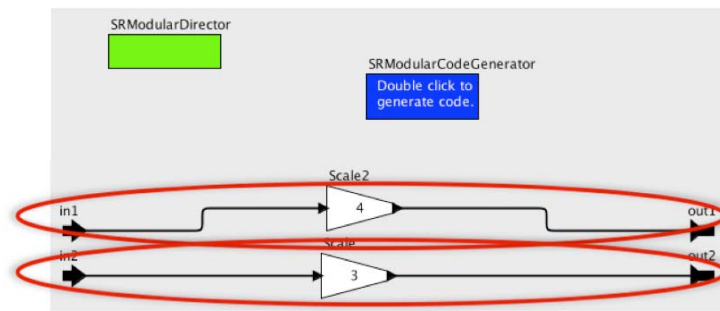 SRModularDirector
SRModularCodeGenerator
Double click to
generate code.
Scale2
in1
4
out1
in2
Scale
out2
3